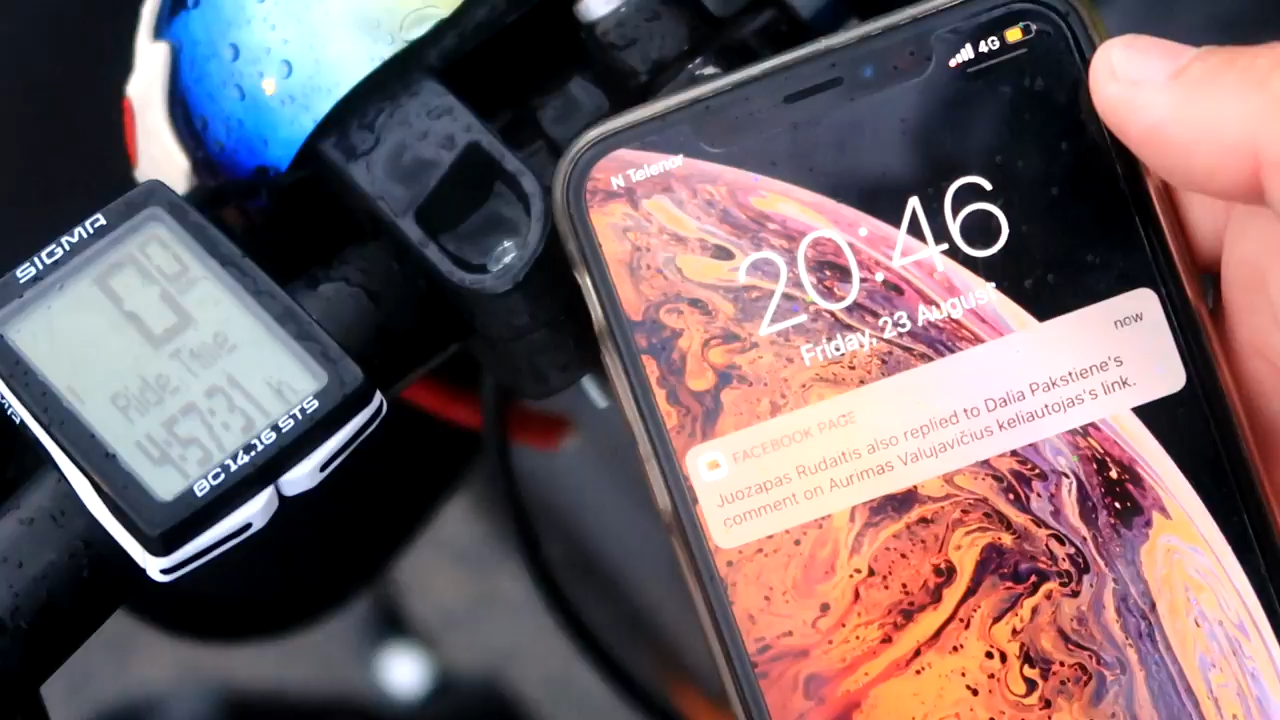 SIGMA
0.0
Ride Time
4:57:31 h
BC 14.16 STS
4G
N Telenor
20:46
Friday, 23 August
now
FACEBOOK PAGE
Juozapas Rudaitis also replied to Dalia Pakstiene's
comment on Aurimas Valujavičius keliautojas's link.